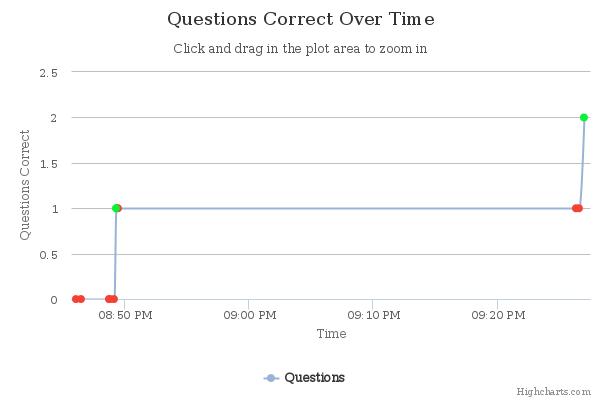 Questions Correct Over Time
Click and drag in the plot area to zoom in
Questions Correct
2.5
2
1.5
1
0.5
0
08:50 PM
09:00 PM
09:10 PM
09:20 PM
Time
Questions
Highcharts.com